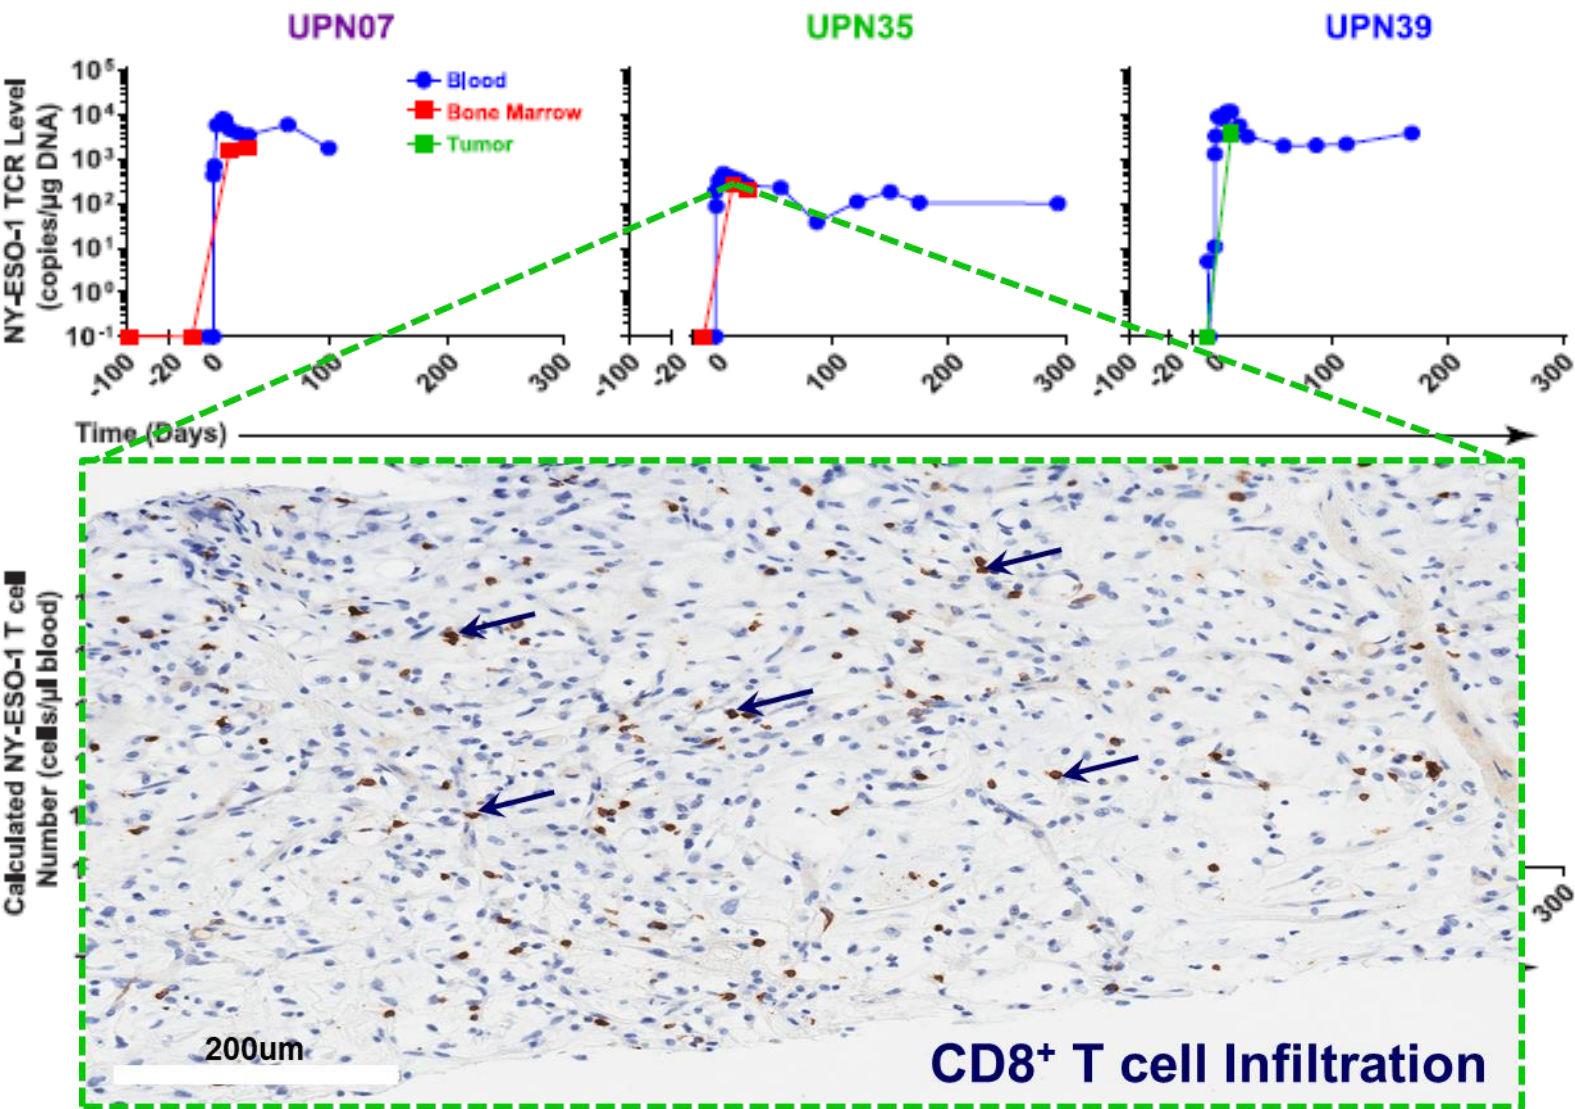 UPN07 UPN35 UPN39
NY-ESO-1 TCR Level
(copies/µg DNA)
10⁵
10⁴
10³
10²
10¹
10⁰
10⁻¹
Blood
Bone Marrow
Tumor
-100 -20 0 100 200 300
-100 -20 0 100 200 300
-100 -20 0 100 200 300
Time (Days)
Calculated NY-ESO-1 T cell
Number (cells/µl blood)
300
200um
CD8⁺ T cell Infiltration